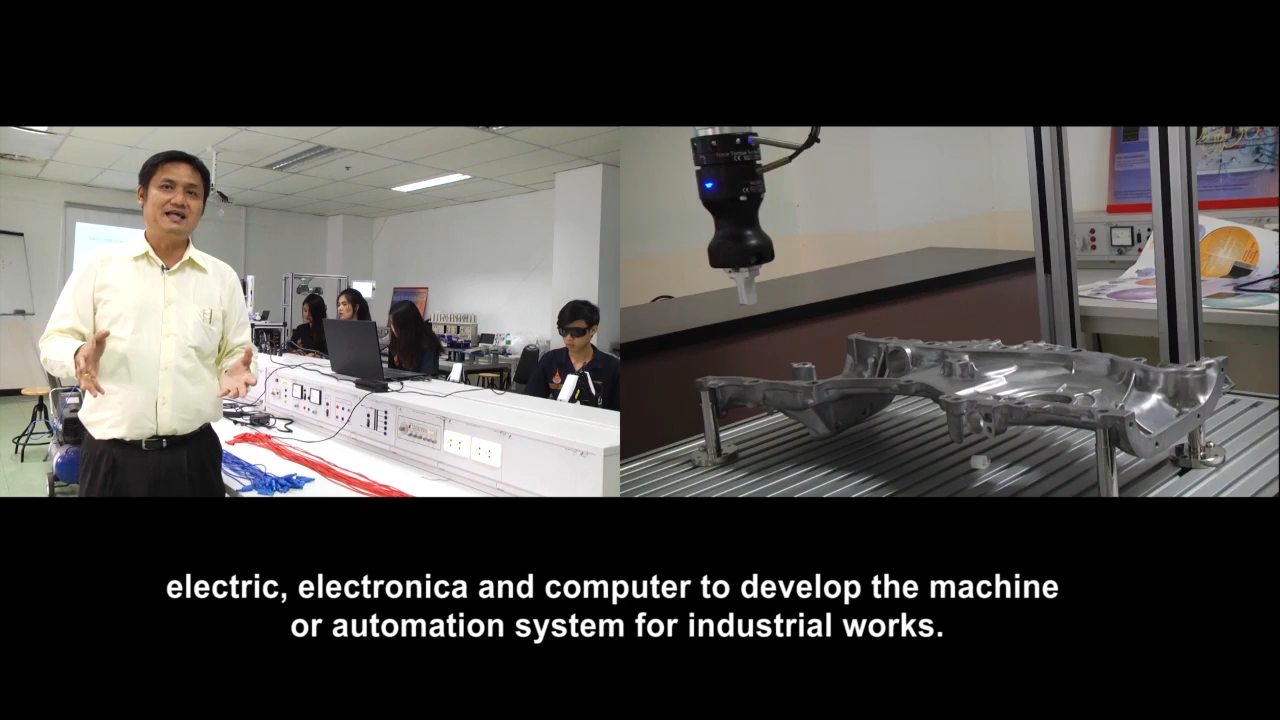 electric, electronica and computer to develop the machine
or automation system for industrial works.